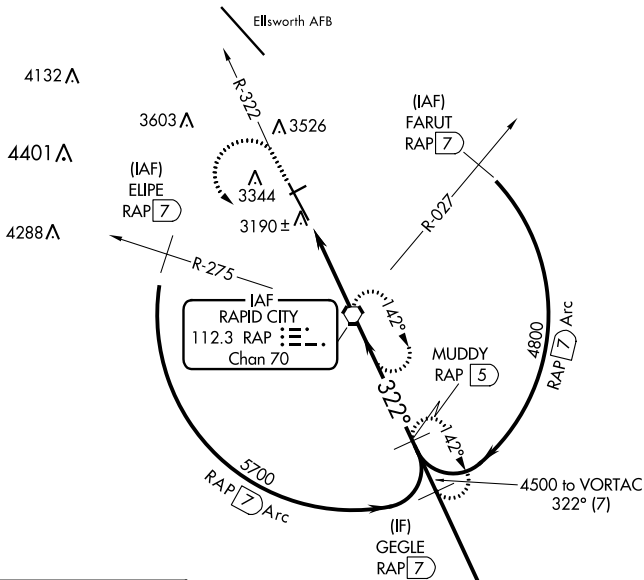 Ellsworth AFB
4132
R-322
3603
3526
(IAF)
FARUT
RAP 7
4401
(IAF)
ELIPE
RAP 7
3344
3190 ±
4288
R-275
R-027
IAF
RAPID CITY
112.3 RAP
Chan 70
142°
322°
MUDDY
RAP 5
4800
RAP 7 Arc
142°
5700
RAP 7 Arc
4500 to VORTAC
322° (7)
(IF)
GEGLE
RAP 7